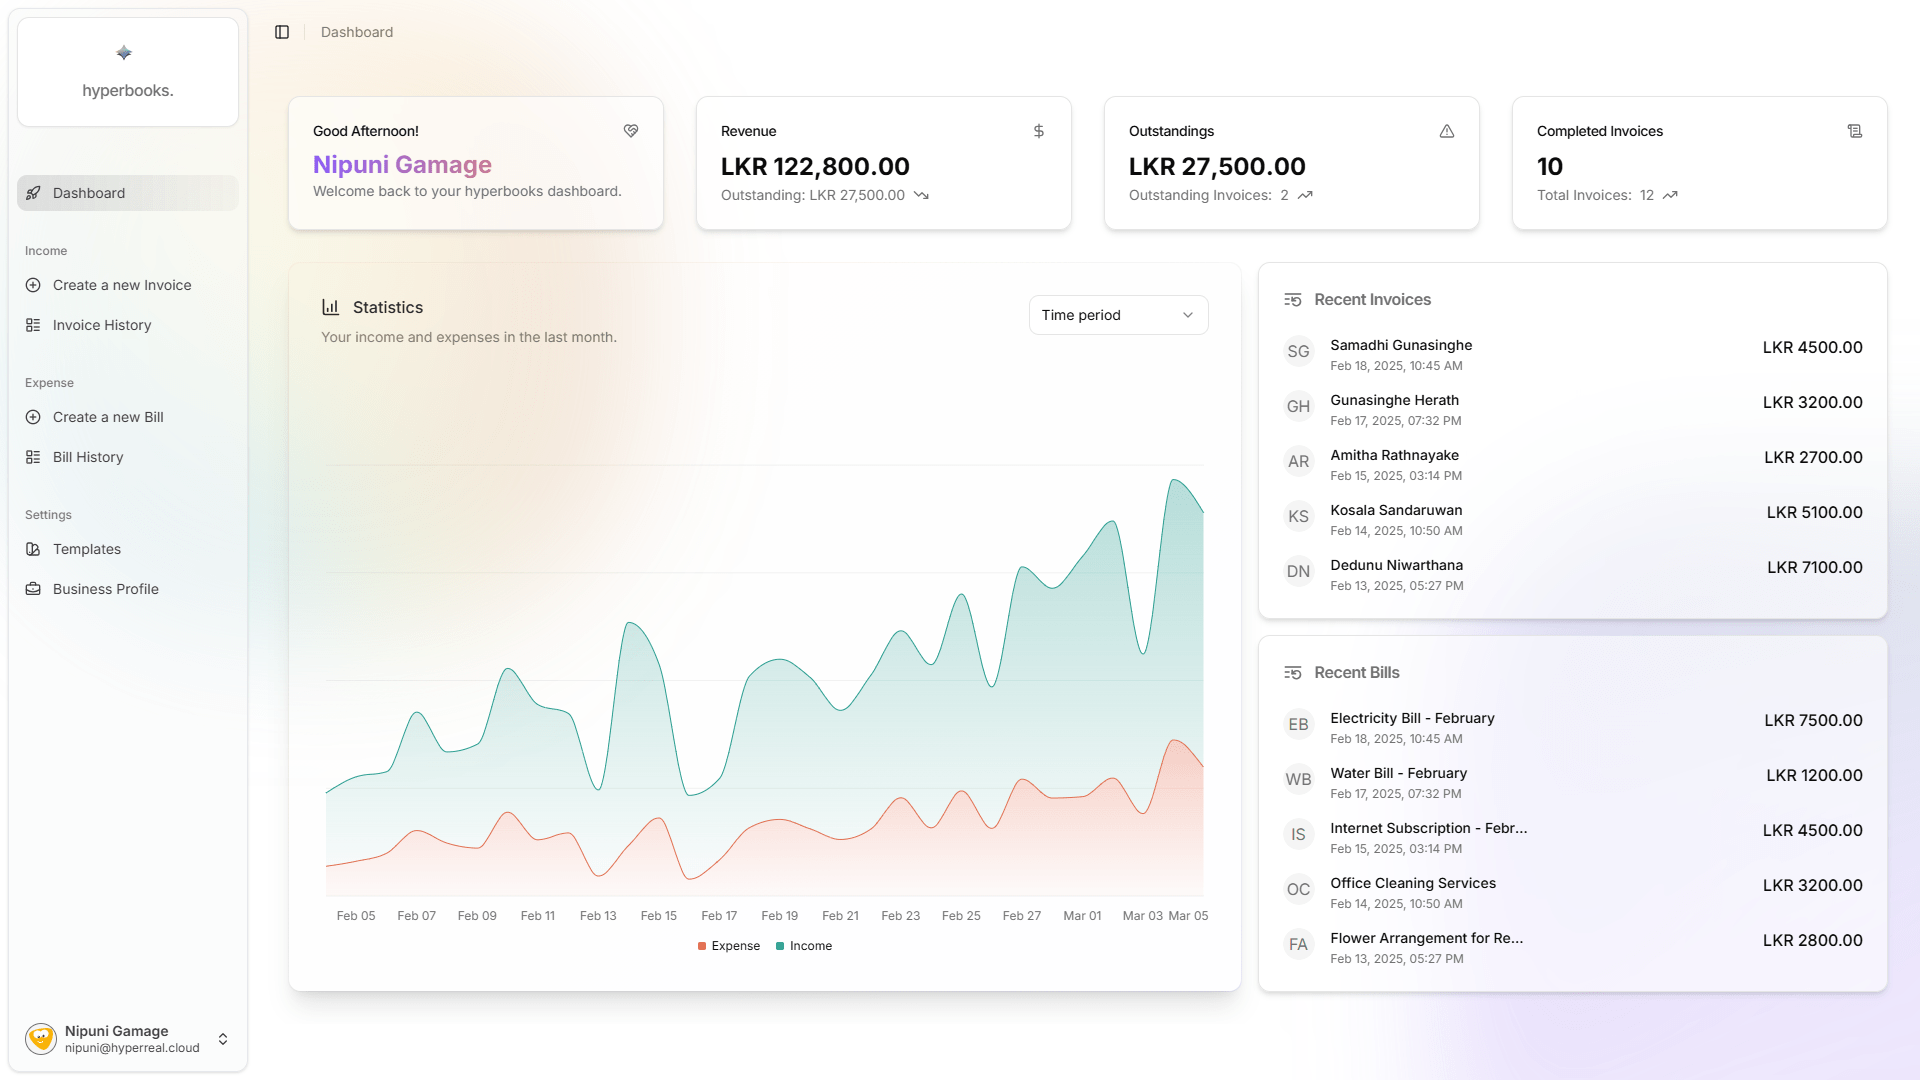 hyperbooks.
Dashboard
Income
Create a new Invoice
Invoice History
Expense
Create a new Bill
Bill History
Settings
Templates
Business Profile
Nipuni Gamage
nipuni@hyperreal.cloud
Dashboard
Good Afternoon!
Nipuni Gamage
Welcome back to your hyperbooks dashboard.
Revenue
LKR 122,800.00
Outstanding: LKR 27,500.00
Outstandings
LKR 27,500.00
Outstanding Invoices: 2
Completed Invoices
10
Total Invoices: 12
Statistics
Your income and expenses in the last month.
Time period
Feb 05 Feb 07 Feb 09 Feb 11 Feb 13 Feb 15 Feb 17 Feb 19 Feb 21 Feb 23 Feb 25 Feb 27 Mar 01 Mar 03 Mar 05
Expense Income
Recent Invoices
SG Samadhi Gunasinghe LKR 4500.00
Feb 18, 2025, 10:45 AM
GH Gunasinghe Herath LKR 3200.00
Feb 17, 2025, 07:32 PM
AR Amitha Rathnayake LKR 2700.00
Feb 15, 2025, 03:14 PM
KS Kosala Sandaruwan LKR 5100.00
Feb 14, 2025, 10:50 AM
DN Dedunu Niwarthana LKR 7100.00
Feb 13, 2025, 05:27 PM
Recent Bills
EB Electricity Bill - February LKR 7500.00
Feb 18, 2025, 10:45 AM
WB Water Bill - February LKR 1200.00
Feb 17, 2025, 07:32 PM
IS Internet Subscription - Febr... LKR 4500.00
Feb 15, 2025, 03:14 PM
OC Office Cleaning Services LKR 3200.00
Feb 14, 2025, 10:50 AM
FA Flower Arrangement for Re... LKR 2800.00
Feb 13, 2025, 05:27 PM